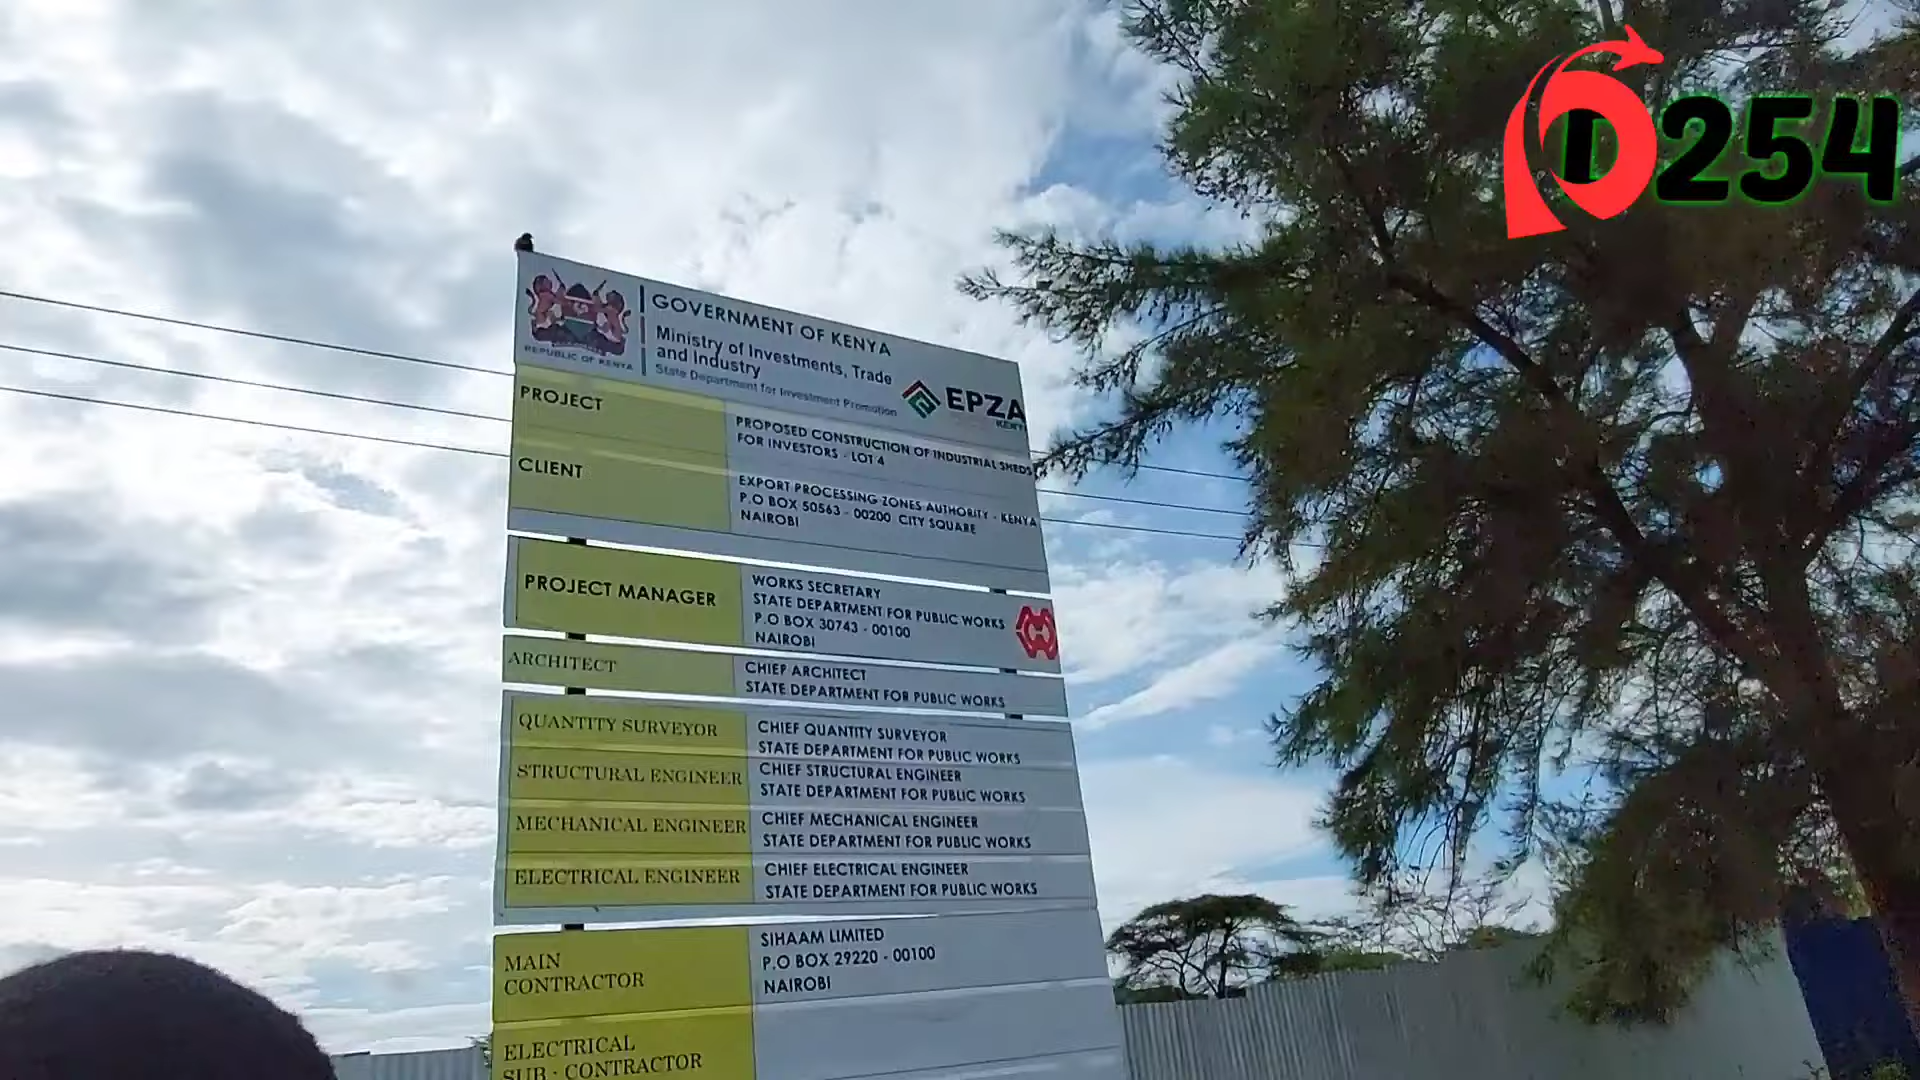 D254
GOVERNMENT OF KENYA
Ministry of Investments, Trade
and Industry
State Department for Investment Promotion
REPUBLIC OF KENYA
EPZA
KENYA
PROJECT
PROPOSED CONSTRUCTION OF INDUSTRIAL SHEDS
FOR INVESTORS - LOT 4
CLIENT
EXPORT PROCESSING ZONES AUTHORITY - KENYA
P.O BOX 50563 - 00200 CITY SQUARE
NAIROBI
PROJECT MANAGER
WORKS SECRETARY
STATE DEPARTMENT FOR PUBLIC WORKS
P.O BOX 30743 - 00100
NAIROBI
ARCHITECT
CHIEF ARCHITECT
STATE DEPARTMENT FOR PUBLIC WORKS
QUANTITY SURVEYOR
CHIEF QUANTITY SURVEYOR
STATE DEPARTMENT FOR PUBLIC WORKS
STRUCTURAL ENGINEER
CHIEF STRUCTURAL ENGINEER
STATE DEPARTMENT FOR PUBLIC WORKS
MECHANICAL ENGINEER
CHIEF MECHANICAL ENGINEER
STATE DEPARTMENT FOR PUBLIC WORKS
ELECTRICAL ENGINEER
CHIEF ELECTRICAL ENGINEER
STATE DEPARTMENT FOR PUBLIC WORKS
MAIN
CONTRACTOR
SIHAAM LIMITED
P.O BOX 29220 - 00100
NAIROBI
ELECTRICAL
SUB - CONTRACTOR